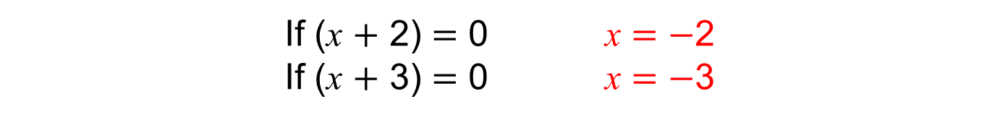 If (x + 2) = 0 x = −2
If (x + 3) = 0 x = −3